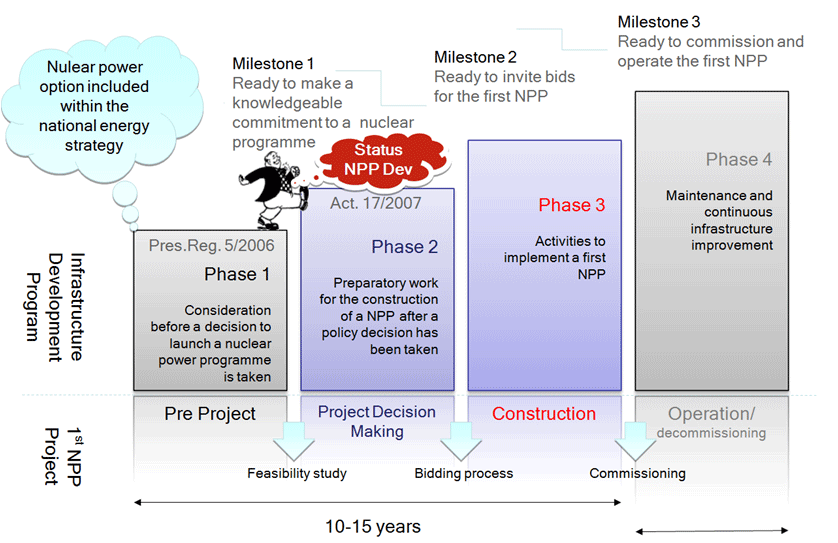 Nulear power
option included
within the
national energy
strategy
Milestone 1
Ready to make a
knowledgeable
commitment to a nuclear
programme
Milestone 2
Ready to invite bids
for the first NPP
Milestone 3
Ready to commission and
operate the first NPP
Status
NPP Dev
Infrastructure
Development
Program
Pres.Reg. 5/2006
Phase 1
Consideration
before a decision to
launch a nuclear
power programme
is taken
Act. 17/2007
Phase 2
Preparatory work
for the construction
of a NPP after a
policy decision has
been taken
Phase 3
Activities to
implement a first
NPP
Phase 4
Maintenance and
continuous
infrastructure
improvement
1st NPP
Project
Pre Project
Project Decision
Making
Construction
Operation/
decommissioning
Feasibility study
Bidding process
Commissioning
10-15 years